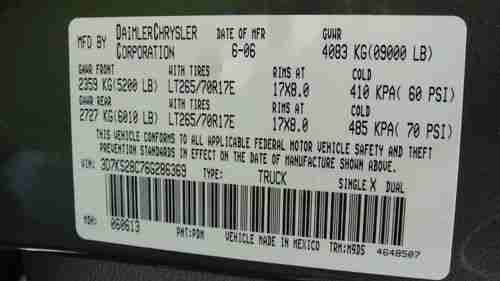 MFD BY DAIMLERCHRYSLER CORPORATION DATE OF MFR 6-06 GVWR 4083 KG(09000 LB)
GAWR FRONT WITH TIRES RIMS AT COLD
2359 KG(5200 LB) LT265/70R17E 17X8.0 410 KPA( 60 PSI)
GAWR REAR WITH TIRES RIMS AT COLD
2727 KG(6010 LB) LT265/70R17E 17X8.0 485 KPA( 70 PSI)
THIS VEHICLE CONFORMS TO ALL APPLICABLE FEDERAL MOTOR VEHICLE SAFETY AND THEFT
PREVENTION STANDARDS IN EFFECT ON THE DATE OF MANUFACTURE SHOWN ABOVE.
VIN: 3D7KS28C76G286369 TYPE: TRUCK SINGLE X DUAL
MDH: 060613 PNT:PDM VEHICLE MADE IN MEXICO TRM:M9D5
4648507